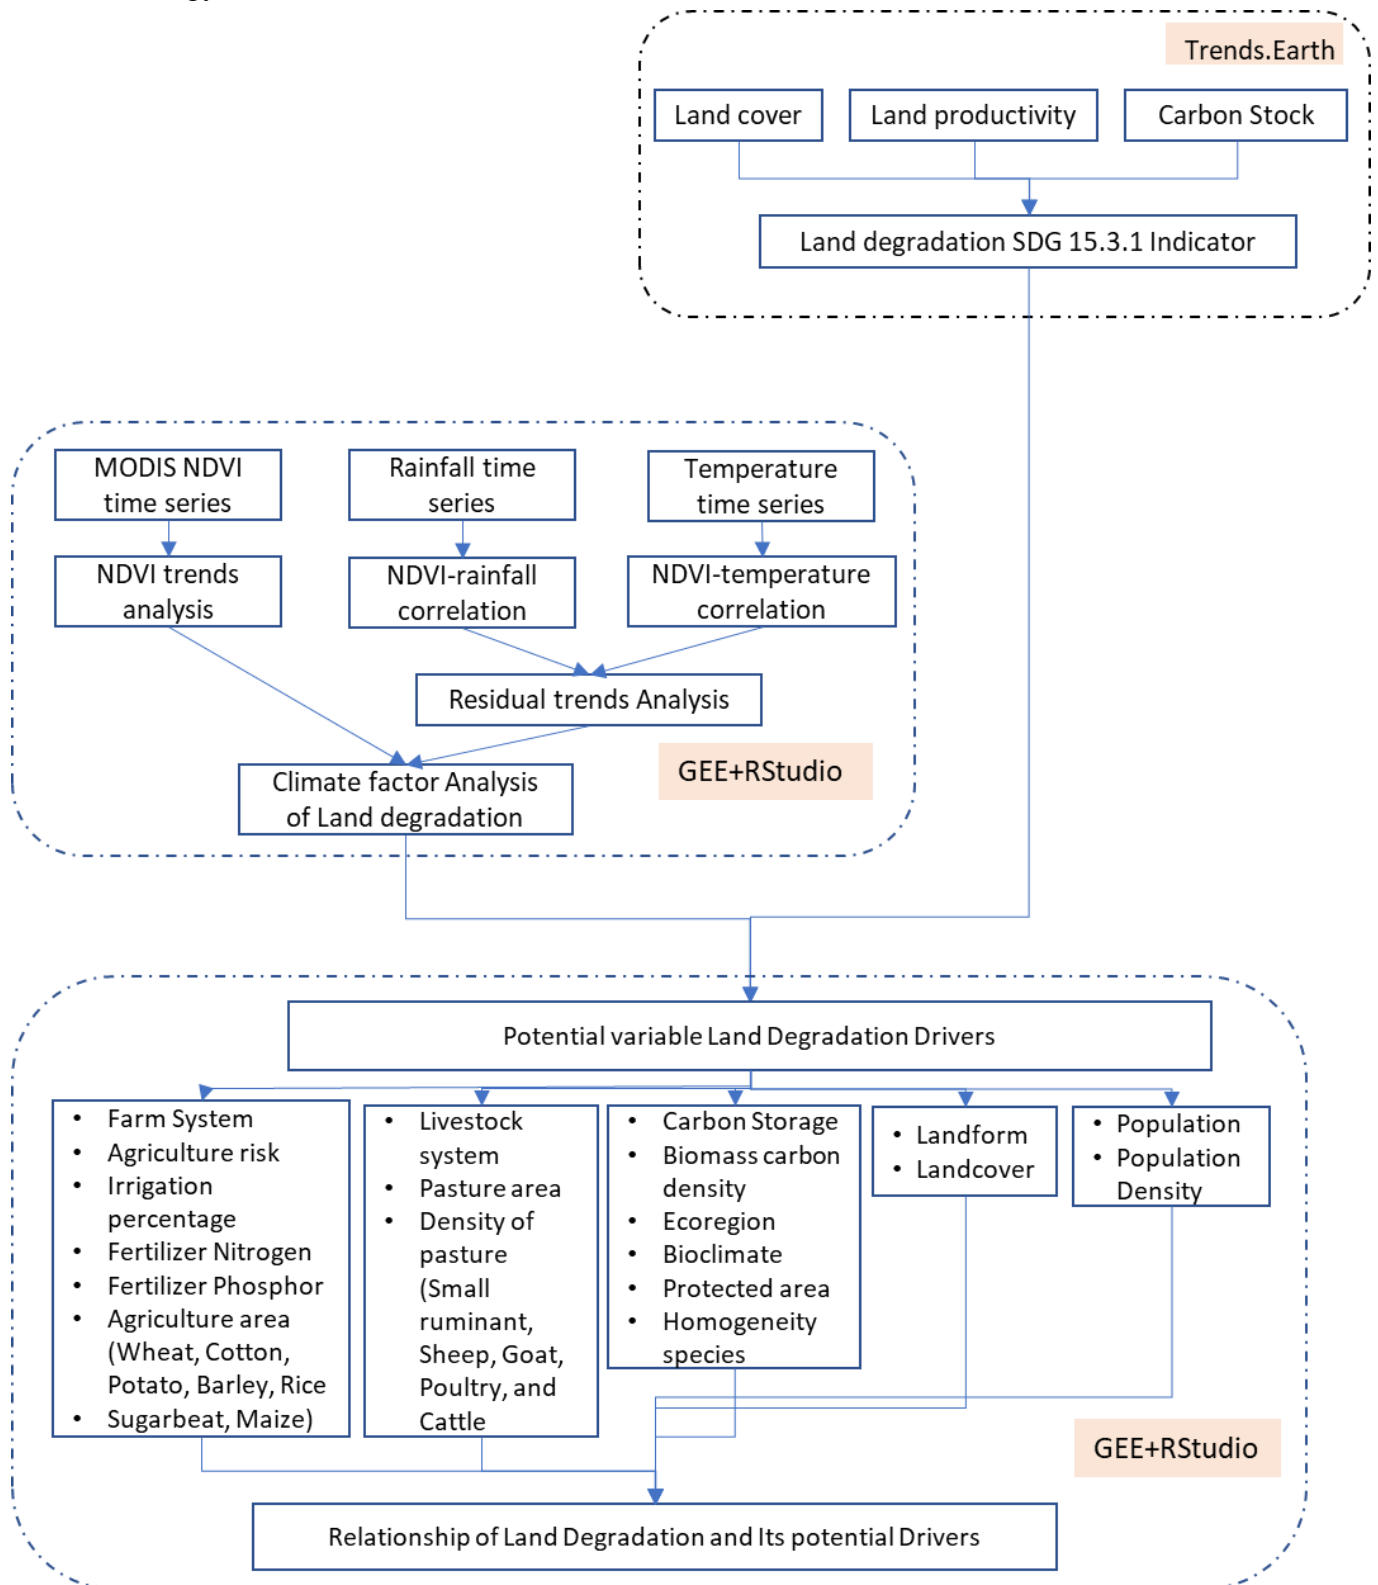 Trends.Earth
Land cover
Land productivity
Carbon Stock
Land degradation SDG 15.3.1 Indicator
MODIS NDVI
time series
Rainfall time
series
Temperature
time series
NDVI trends
analysis
NDVI-rainfall
correlation
NDVI-temperature
correlation
Residual trends Analysis
GEE+RStudio
Climate factor Analysis
of Land degradation
Potential variable Land Degradation Drivers
• Farm System
• Agriculture risk
• Irrigation
percentage
• Fertilizer Nitrogen
• Fertilizer Phosphor
• Agriculture area
(Wheat, Cotton,
Potato, Barley, Rice
• Sugarbeat, Maize)
• Livestock
system
• Pasture area
• Density of
pasture
(Small
ruminant,
Sheep, Goat,
Poultry, and
Cattle
• Carbon Storage
• Biomass carbon
density
• Ecoregion
• Bioclimate
• Protected area
• Homogeneity
species
• Landform
• Landcover
• Population
• Population
Density
GEE+RStudio
Relationship of Land Degradation and Its potential Drivers